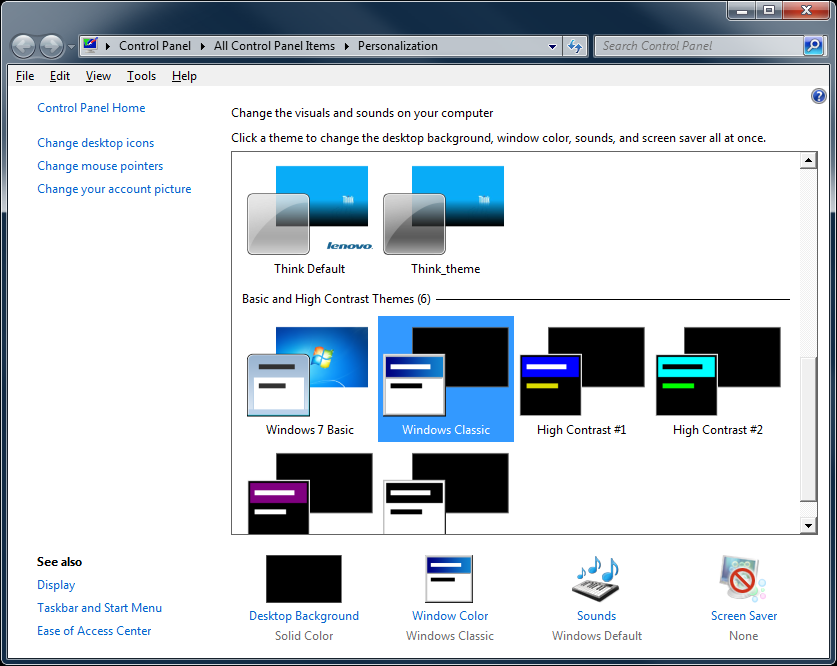 Control Panel ▸ All Control Panel Items ▸ Personalization
Search Control Panel
File Edit View Tools Help
Control Panel Home
Change desktop icons
Change mouse pointers
Change your account picture
Change the visuals and sounds on your computer
Click a theme to change the desktop background, window color, sounds, and screen saver all at once.
lenovo
Think Default Think_theme
Basic and High Contrast Themes (6)
Windows 7 Basic Windows Classic High Contrast #1 High Contrast #2
See also
Display
Taskbar and Start Menu
Ease of Access Center
Desktop Background Window Color Sounds Screen Saver
Solid Color Windows Classic Windows Default None